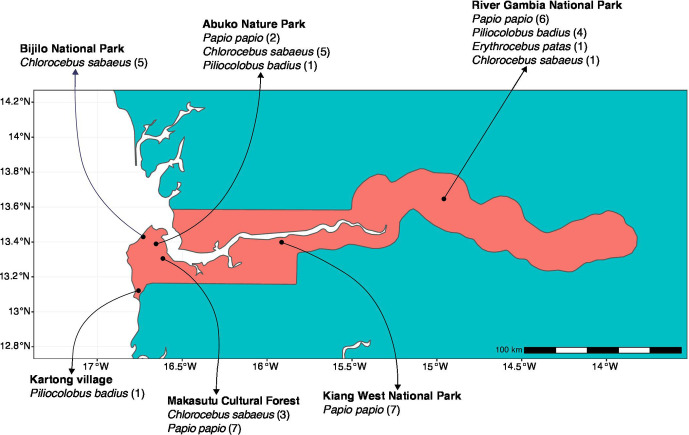 River Gambia National Park
Papio papio (6)
Piliocolobus badius (4)
Erythrocebus patas (1)
Chlorocebus sabaeus (1)
Abuko Nature Park
Papio papio (2)
Chlorocebus sabaeus (5)
Piliocolobus badius (1)
Bijilo National Park
Chlorocebus sabaeus (5)
14.2°N
14°N
13.8°N
13.6°N
13.4°N
13.2°N
13°N
12.8°N
100 km
17°W
16.5°W
16°W
15.5°W
15°W
14.5°W
14°W
Kartong village
Piliocolobus badius (1)
Makasutu Cultural Forest
Chlorocebus sabaeus (3)
Papio papio (7)
Kiang West National Park
Papio papio (7)